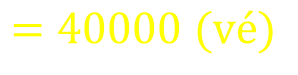 = 40000 (vé)